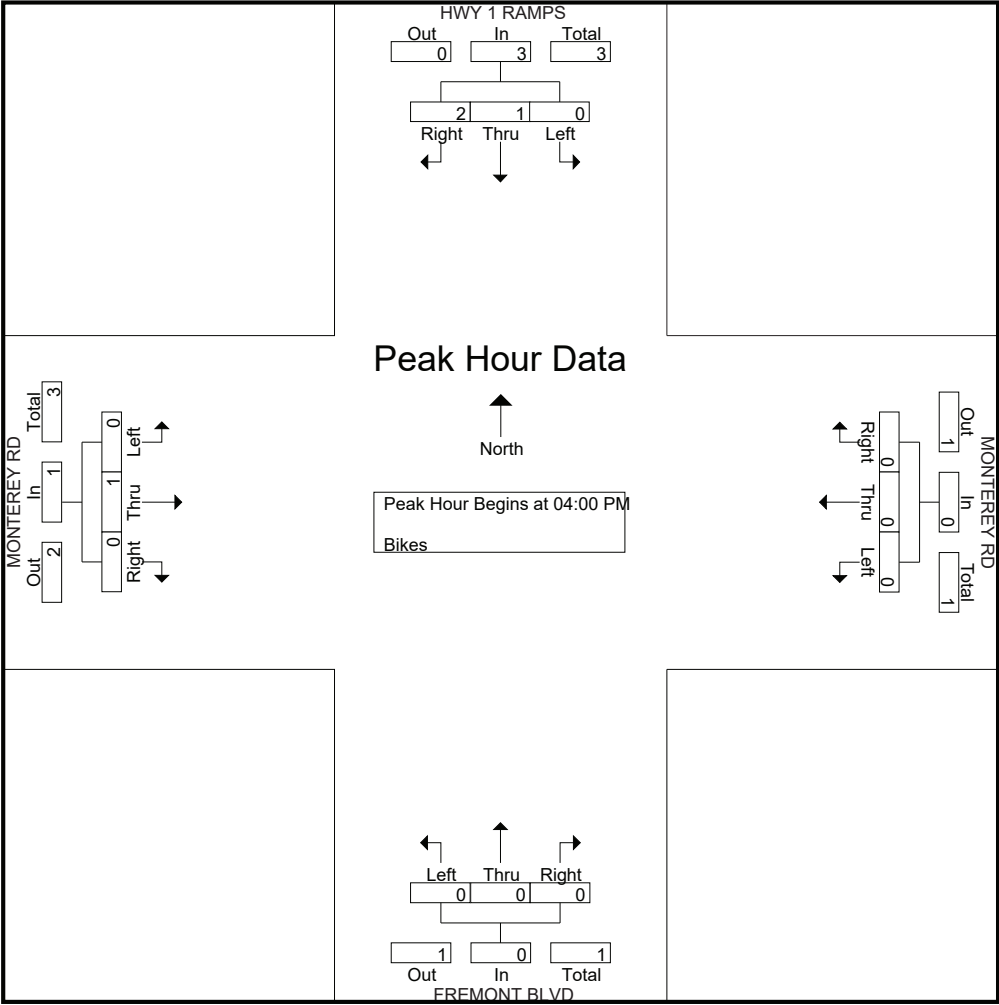 HWY 1 RAMPS
Out In Total
0 3 3
2 1 0
Right Thru Left
Peak Hour Data
North
Peak Hour Begins at 04:00 PM
Bikes
MONTEREY RD
Out In Total
2 1 3
0 1 0
Right Thru Left
MONTEREY RD
Out In Total
1 0 1
0 0 0
Right Thru Left
Left Thru Right
0 0 0
1 0 1
Out In Total
FREMONT BLVD